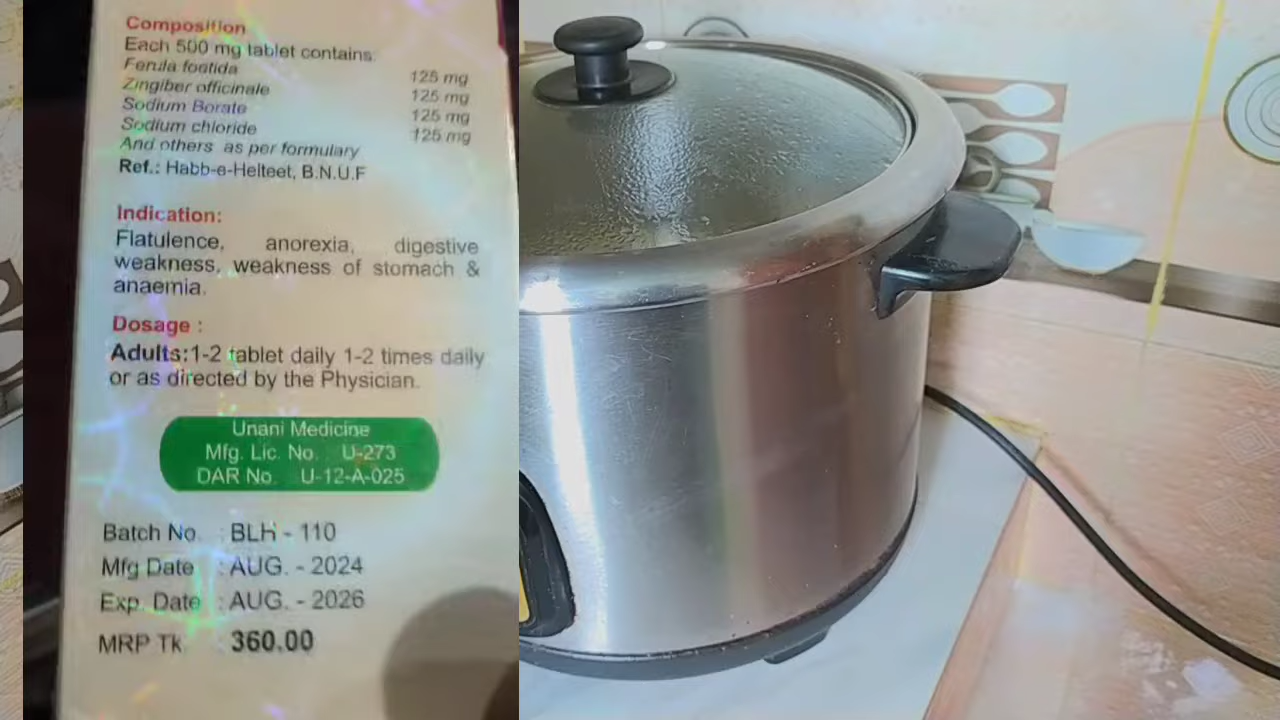 Composition
Each 500 mg tablet contains:
Ferula foetida 125 mg
Zingiber officinale 125 mg
Sodium Borate 125 mg
Sodium chloride 125 mg
And others as per formulary
Ref.: Habb-e-Helteet, B.N.U.F
Indication:
Flatulence, anorexia, digestive
weakness, weakness of stomach &
anaemia.
Dosage :
Adults:1-2 tablet daily 1-2 times daily
or as directed by the Physician.
Unani Medicine
Mfg. Lic. No. U-273
DAR No. U-12-A-025
Batch No. : BLH - 110
Mfg Date : AUG. - 2024
Exp. Date : AUG. - 2026
MRP Tk : 360.00